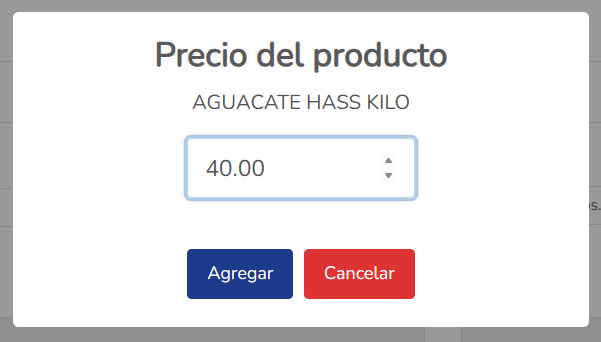 Precio del producto
AGUACATE HASS KILO
40.00
Agregar
Cancelar